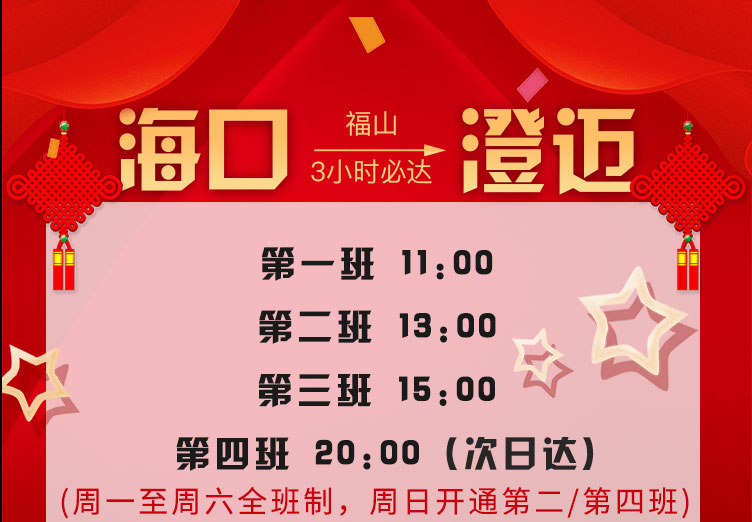 海口 福山 澄迈
3小时必达
第一班 11:00
第二班 13:00
第三班 15:00
第四班 20:00（次日达）
(周一至周六全班制，周日开通第二/第四班)